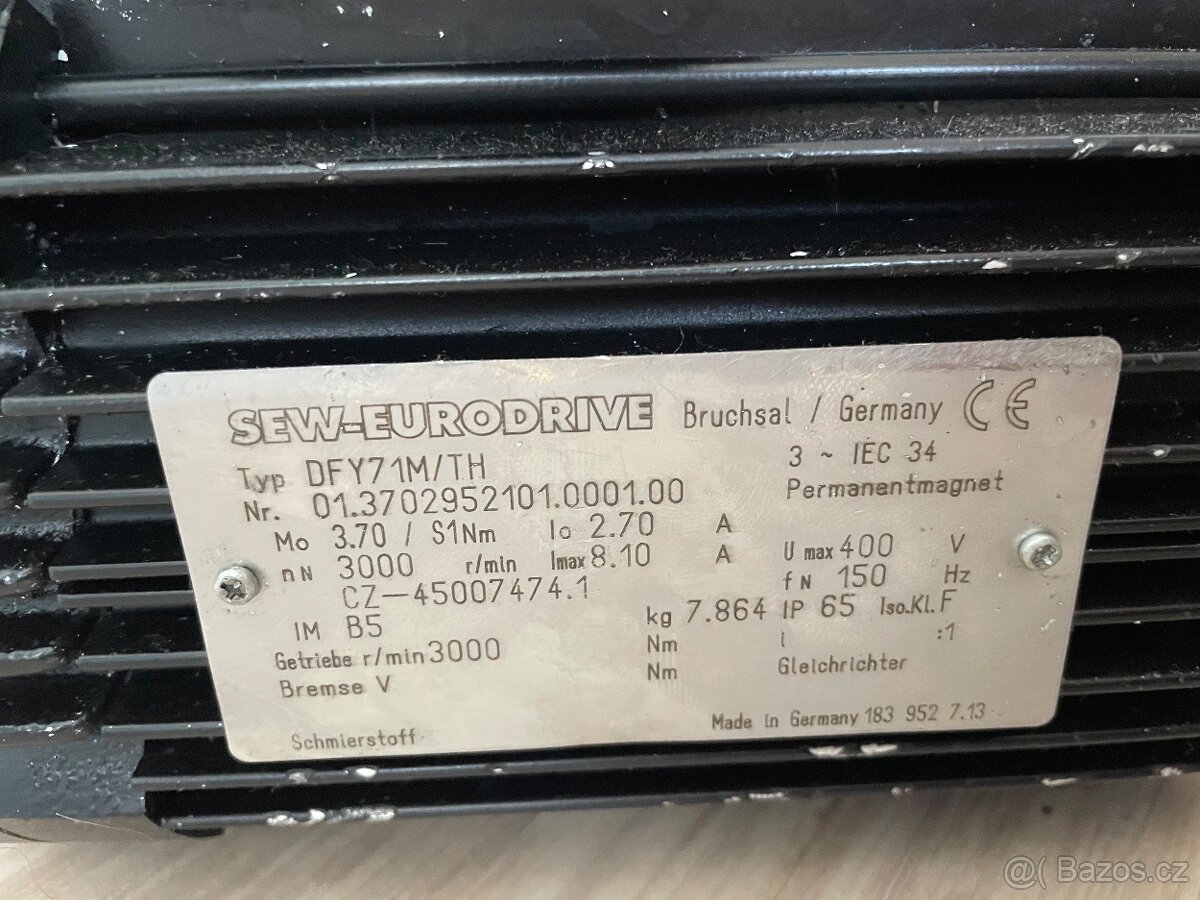 SEW-EURODRIVE Bruchsal / Germany CE
Typ DFY71M/TH 3 ~ IEC 34
Nr. 01.3702952101.0001.00 Permanentmagnet
Mo 3.70 / S1Nm Io 2.70 A
nN 3000 r/min Imax 8.10 A U max 400 V
CZ-45007474.1 fN 150 Hz
IM B5 kg 7.864 IP 65 Iso.Kl. F
Getriebe r/min 3000 Nm i :1
Bremse V Nm Gleichrichter
Schmierstoff Made in Germany 183 952 7.13
@( Bazos.cz